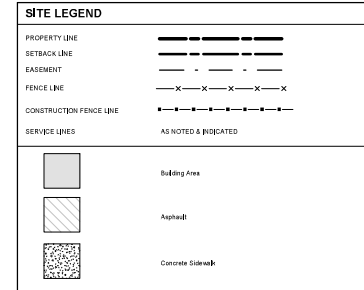 SITE LEGEND
PROPERTY LINE
SETBACK LINE
EASEMENT
FENCE LINE
CONSTRUCTION FENCE LINE
SERVICE LINES AS NOTED & INDICATED
Building Area
Asphault
Concrete Sidewalk